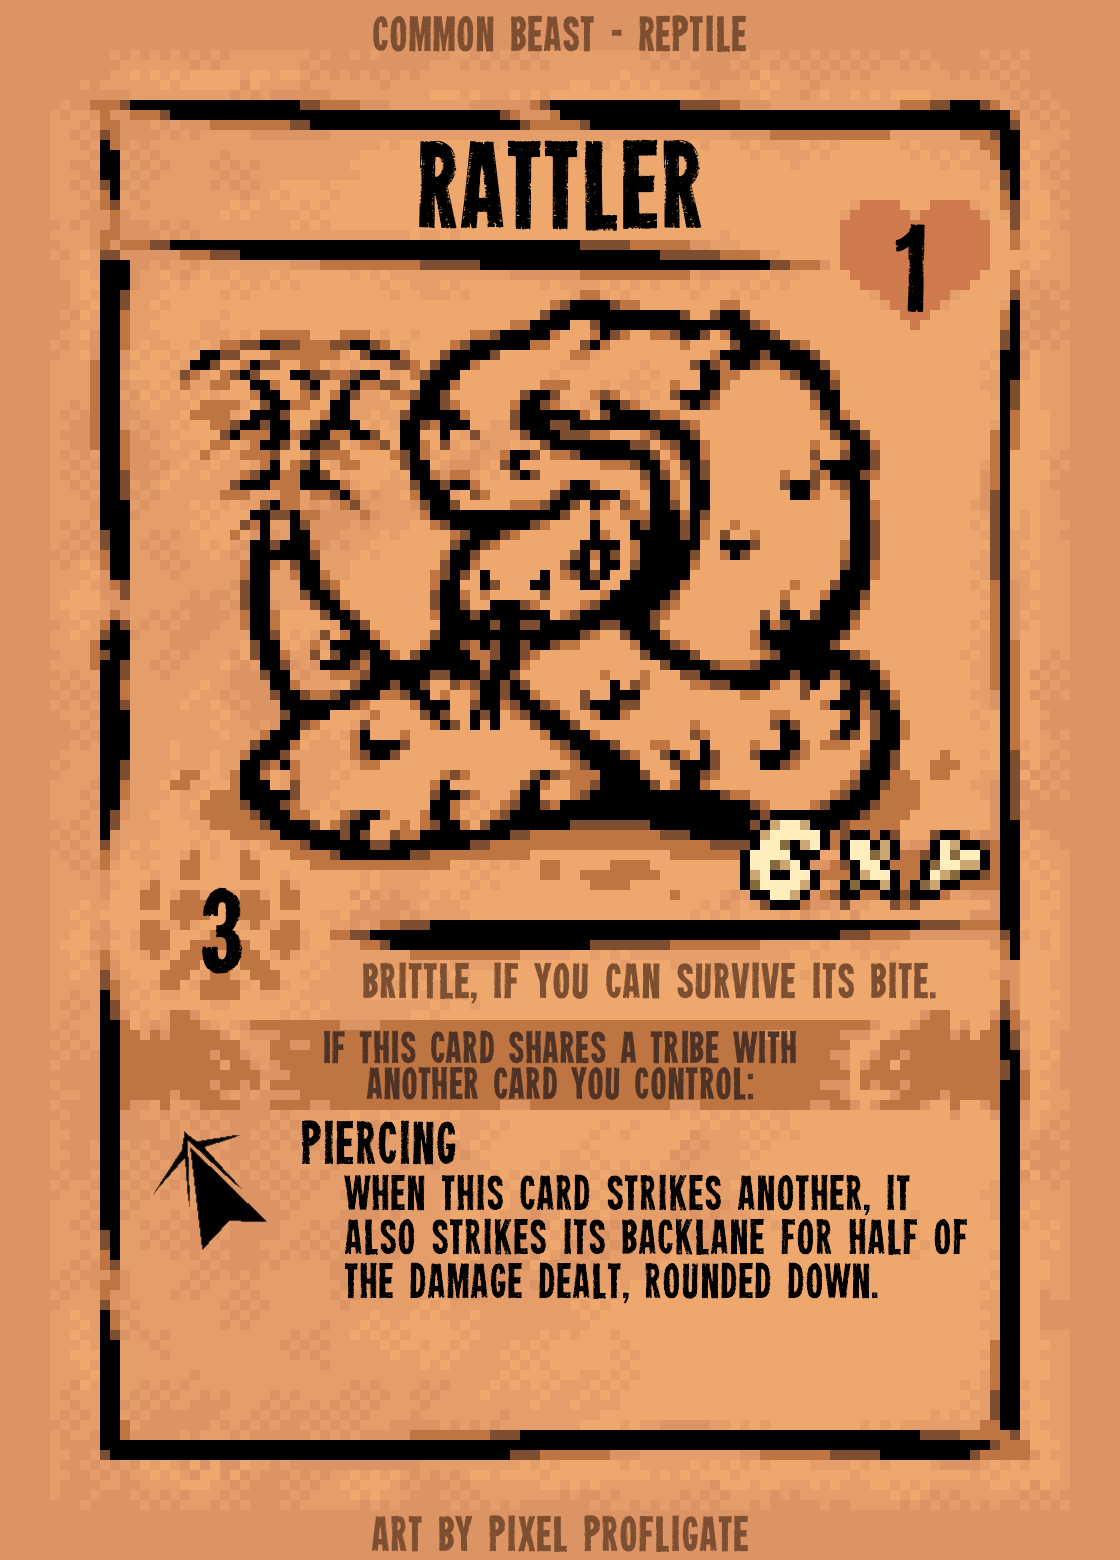 COMMON BEAST - REPTILE
RATTLER
1
6 X
3
BRITTLE, IF YOU CAN SURVIVE ITS BITE.
IF THIS CARD SHARES A TRIBE WITH
ANOTHER CARD YOU CONTROL:
PIERCING
WHEN THIS CARD STRIKES ANOTHER, IT
ALSO STRIKES ITS BACKLANE FOR HALF OF
THE DAMAGE DEALT, ROUNDED DOWN.
ART BY PIXEL PROFLIGATE